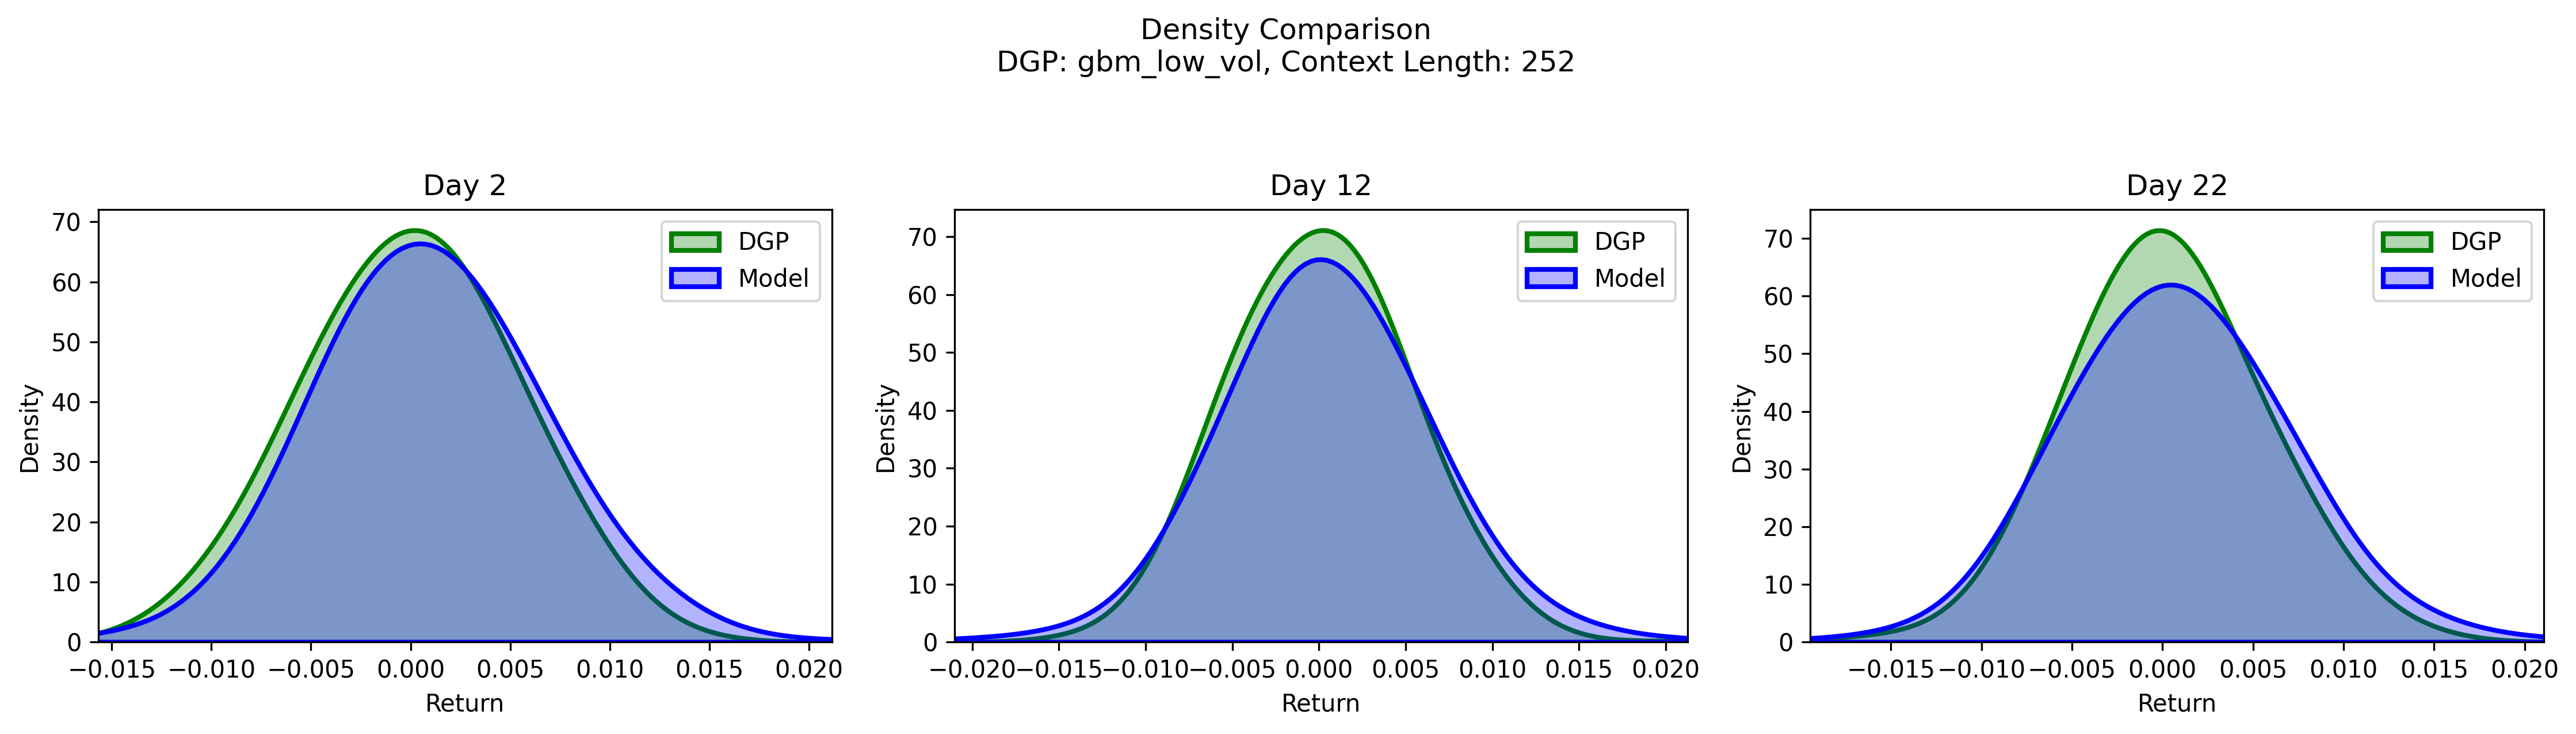 Density Comparison
DGP: gbm_low_vol, Context Length: 252
Day 2
70
60
50
40
30
20
10
0
Density
DGP
Model
−0.015 −0.010 −0.005 0.000 0.005 0.010 0.015 0.020
Return
Day 12
70
60
50
40
30
20
10
0
Density
DGP
Model
−0.020 −0.015 −0.010 −0.005 0.000 0.005 0.010 0.015 0.020
Return
Day 22
70
60
50
40
30
20
10
0
Density
DGP
Model
−0.015 −0.010 −0.005 0.000 0.005 0.010 0.015 0.020
Return